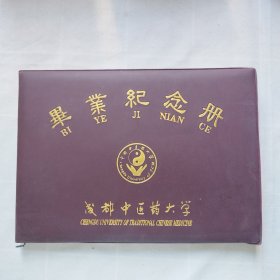 畢業紀念册
BI YE JI NIAN CE
成都中医药大学
CHENGDU UNIVERSITY OF TRADITIONAL CHINESE MEDICINE